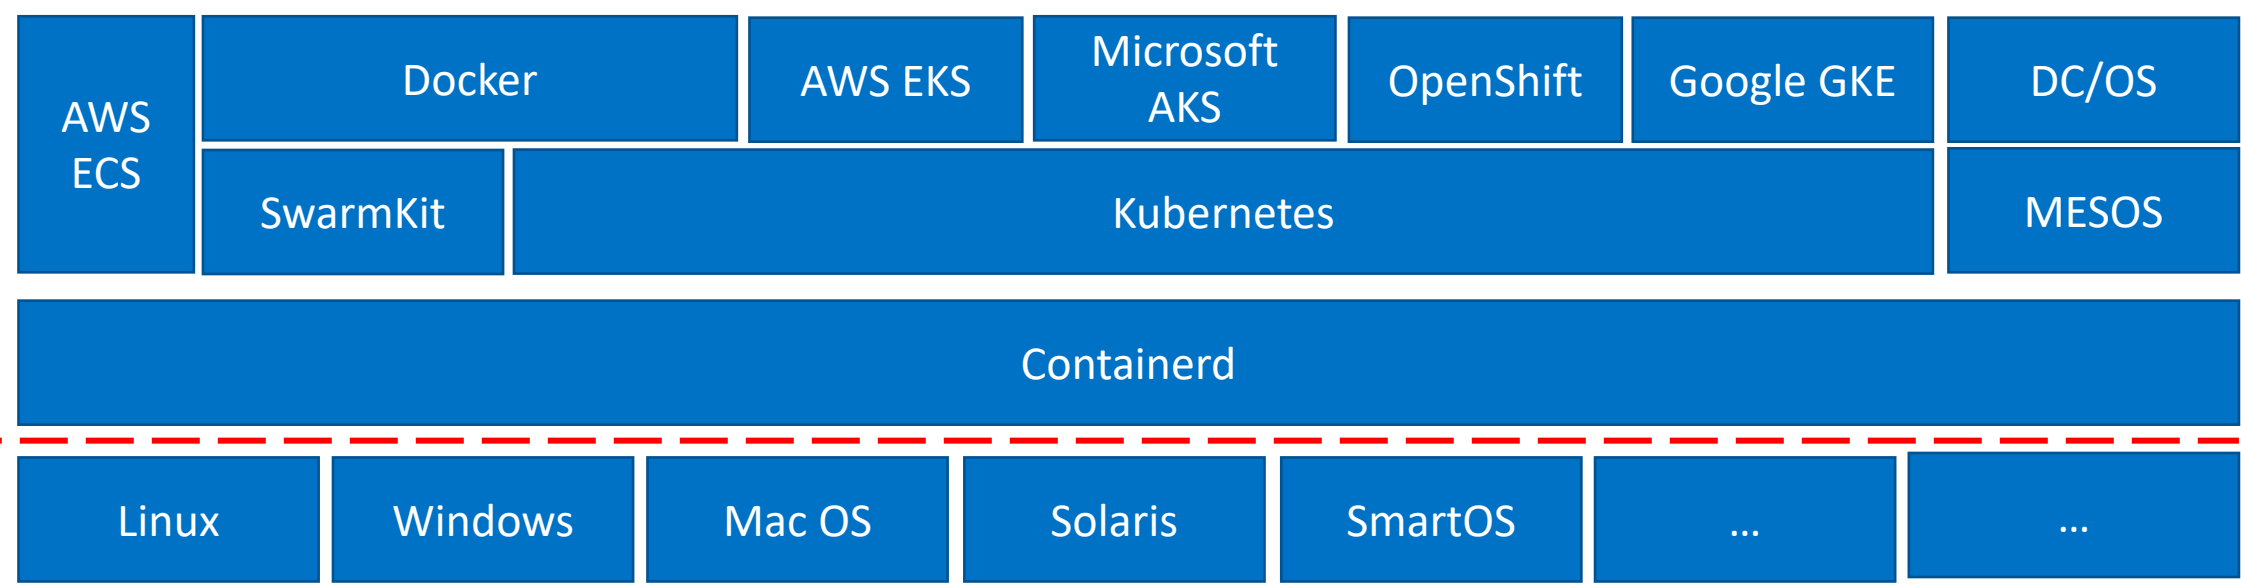 AWS
ECS
Docker
AWS EKS
Microsoft
AKS
OpenShift
Google GKE
DC/OS
SwarmKit
Kubernetes
MESOS
Containerd
Linux
Windows
Mac OS
Solaris
SmartOS
...
...